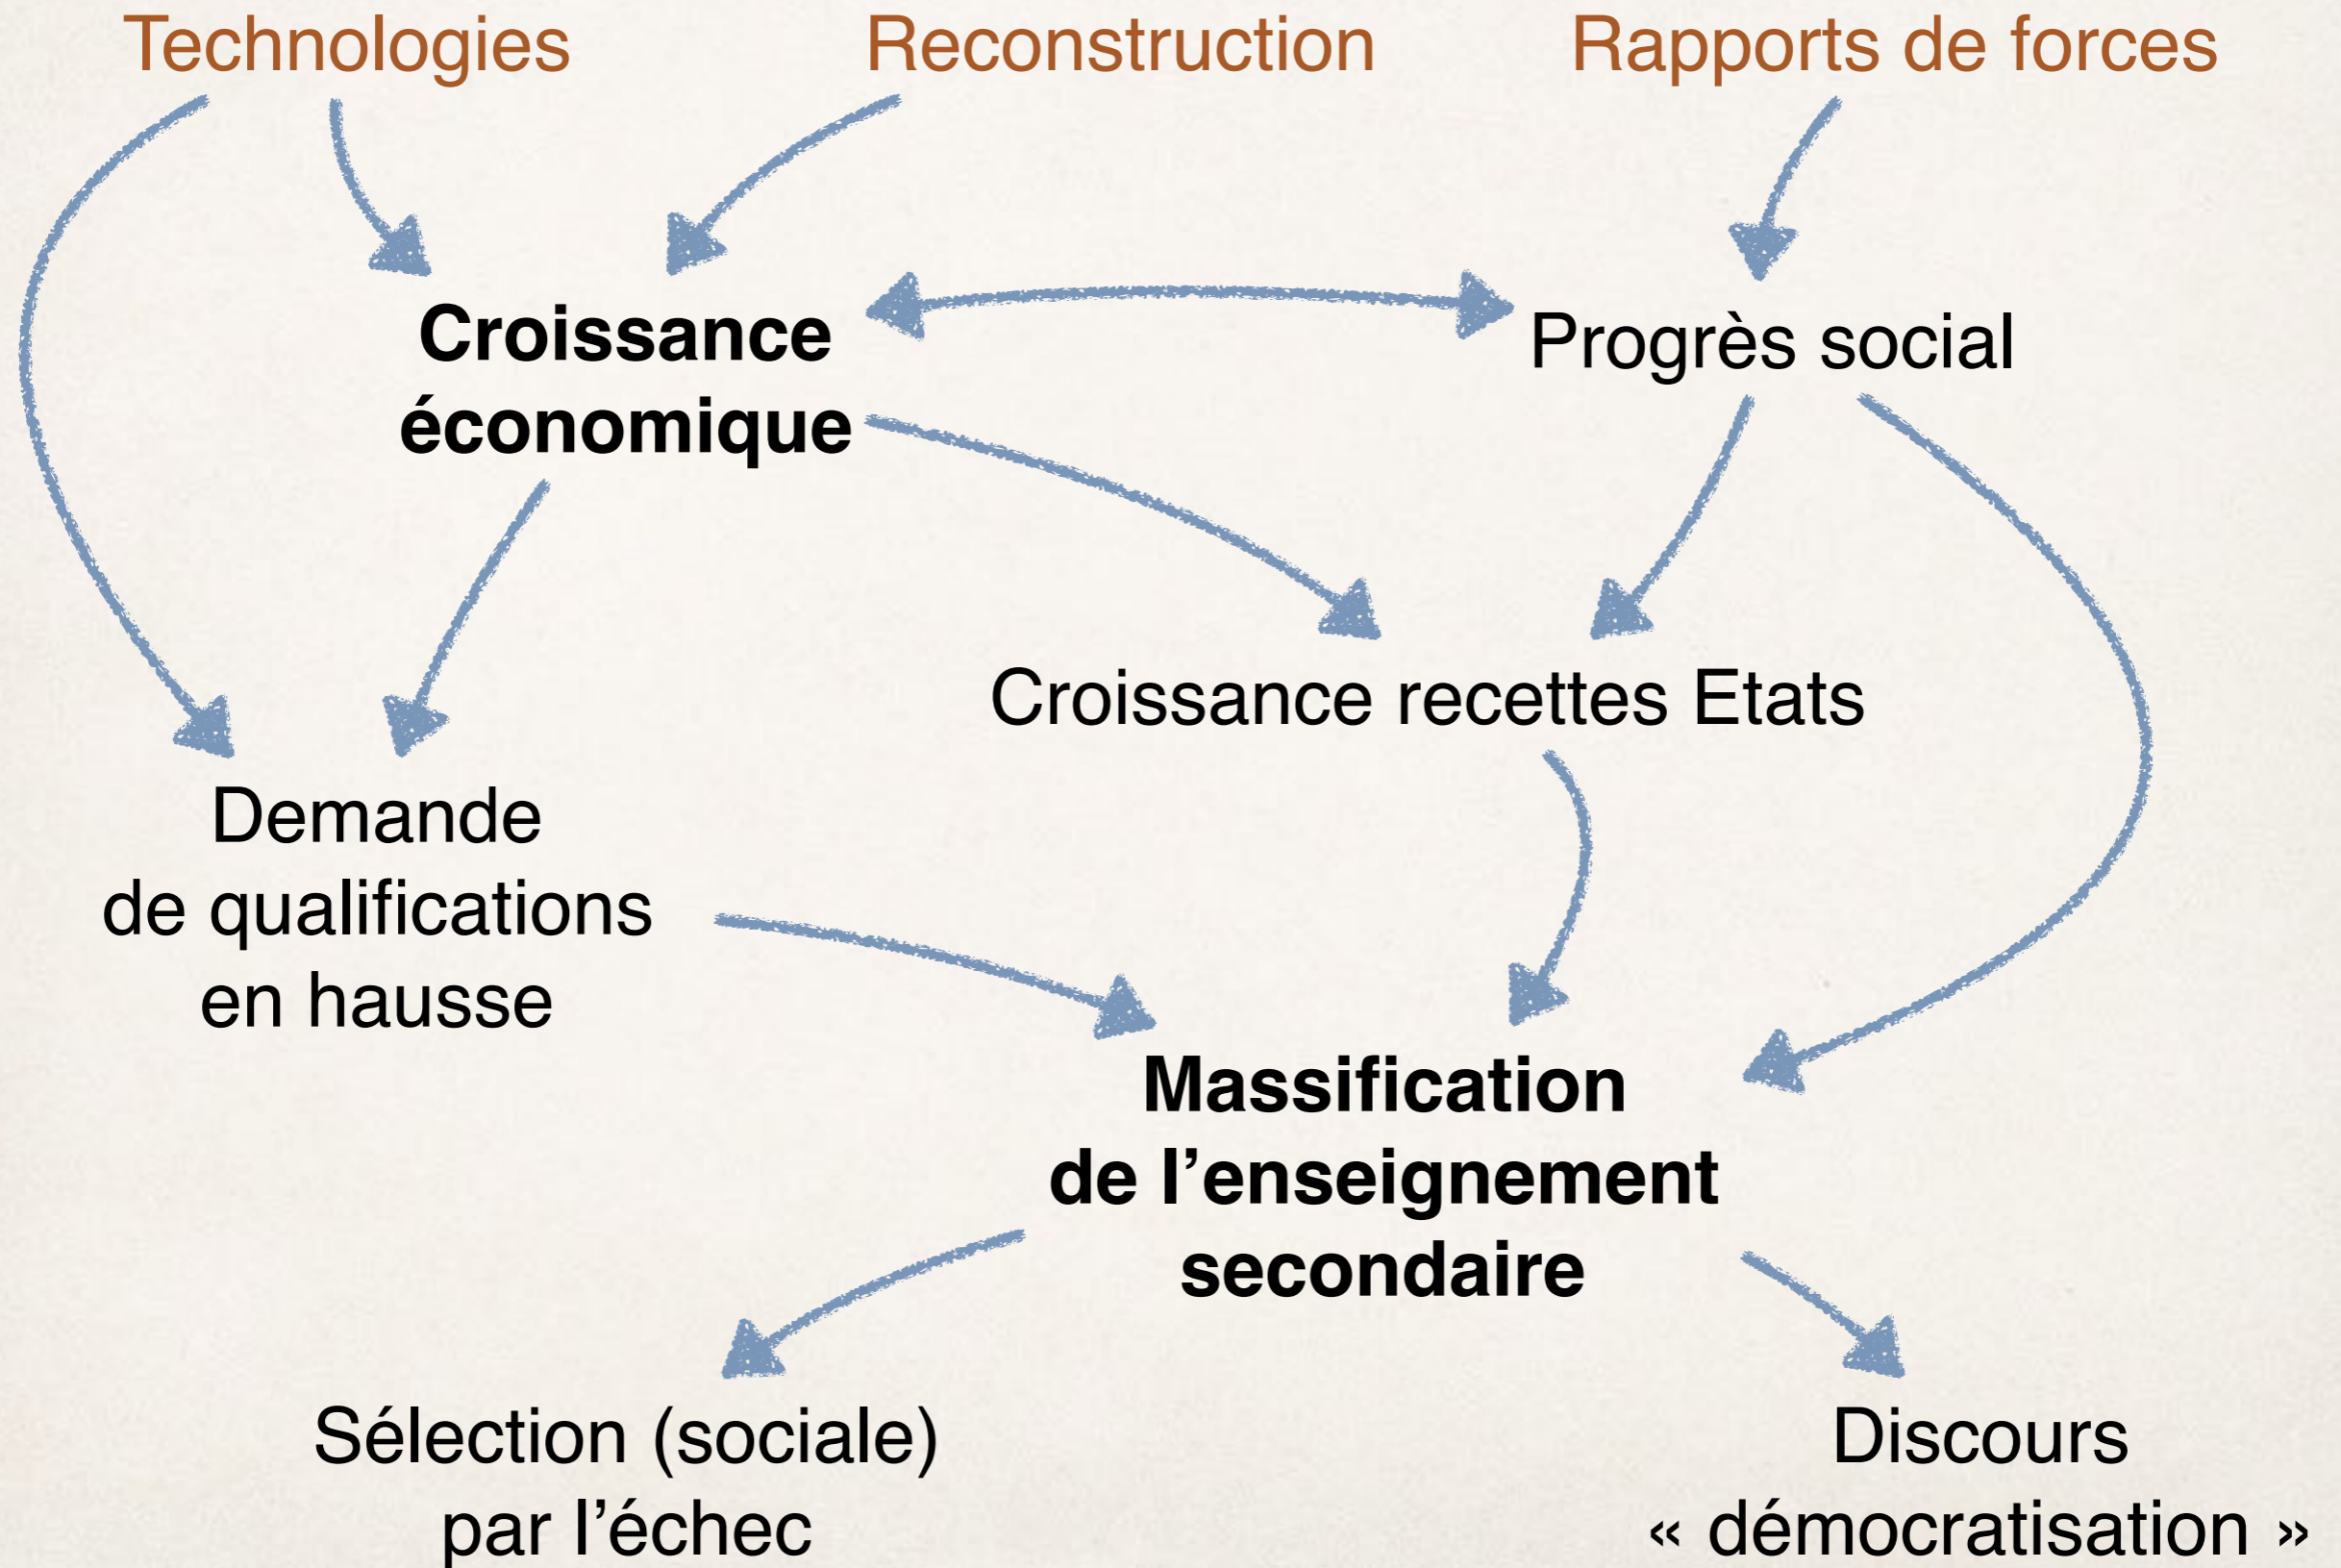 Technologies
Reconstruction
Rapports de forces
Croissance
économique
Progrès social
Croissance recettes Etats
Demande
de qualifications
en hausse
Massification
de l’enseignement
secondaire
Sélection (sociale)
par l’échec
Discours
« démocratisation »